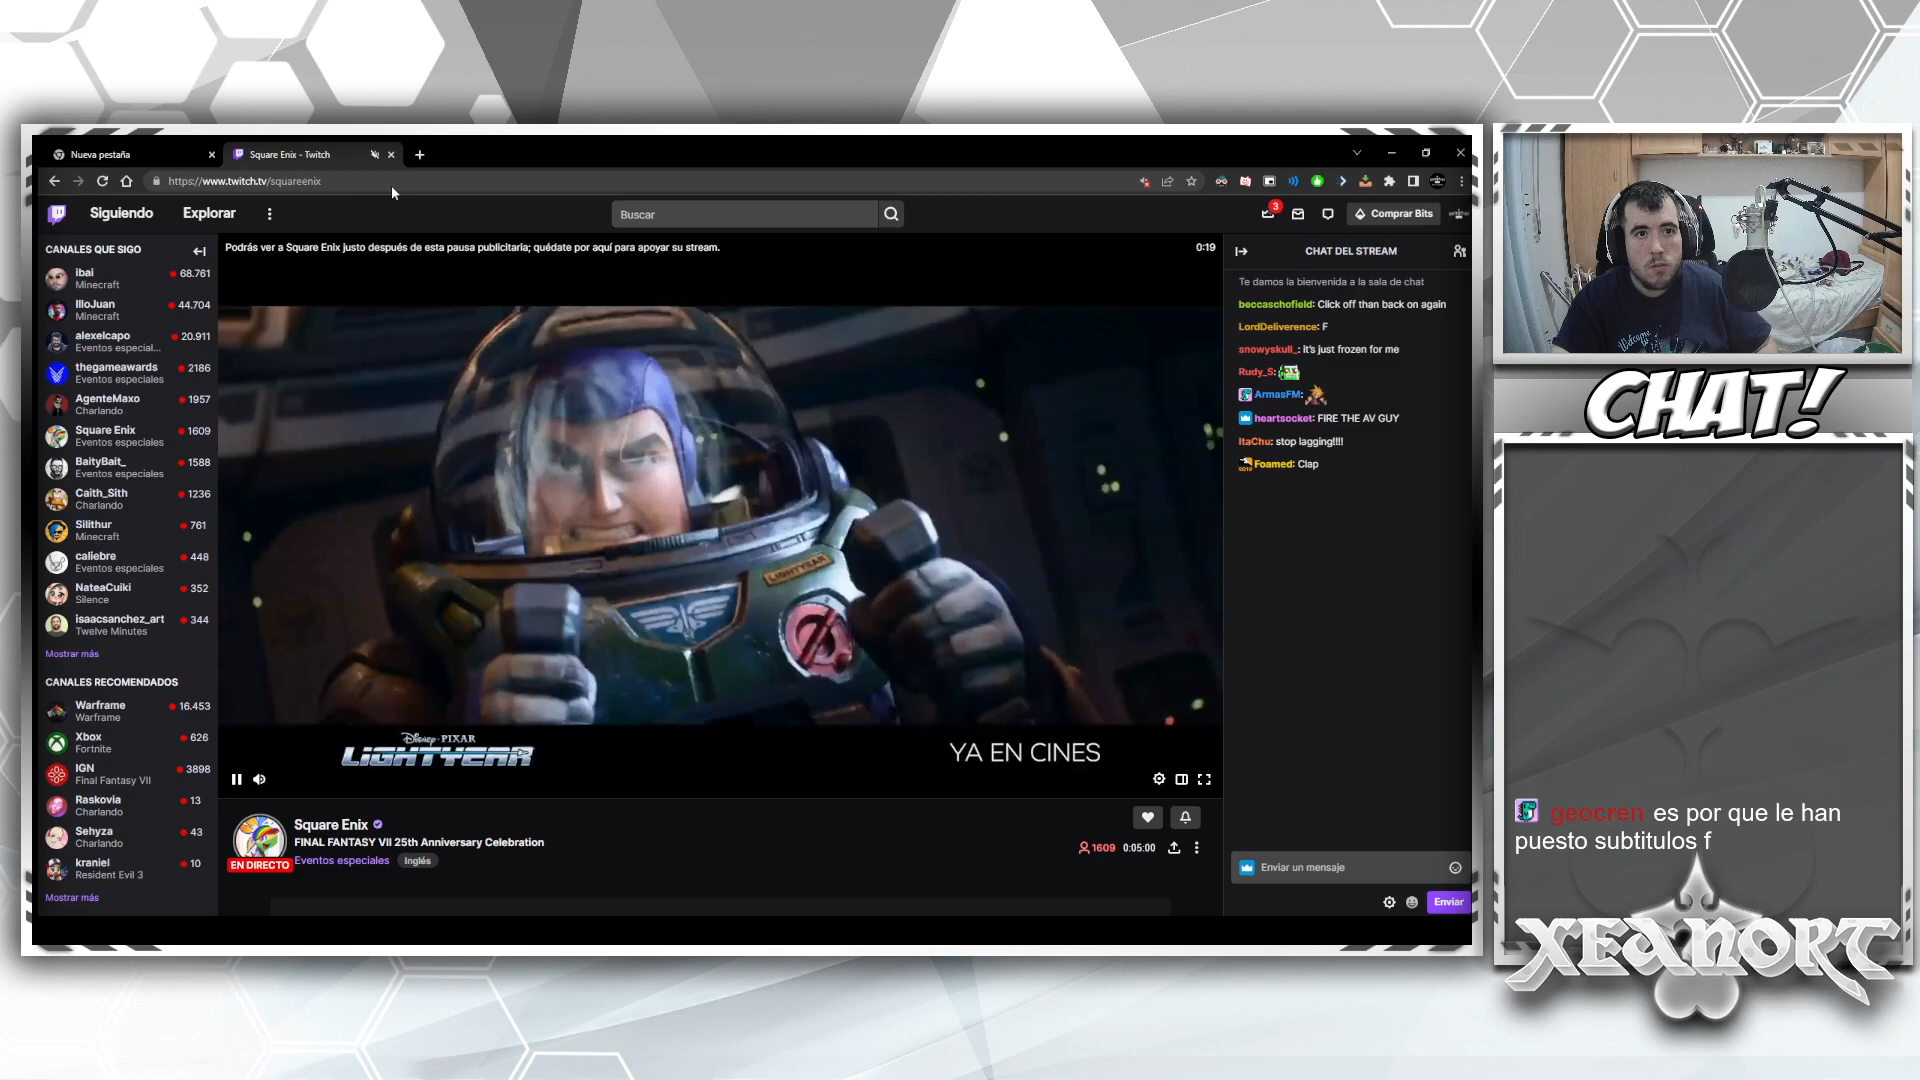 Nueva pestaña
Square Enix - Twitch
https://www.twitch.tv/squareenix
Siguiendo
Explorar
Buscar
3
Comprar Bits
CANALES QUE SIGO
ibai
68.761
Minecraft
IlloJuan
44.704
Minecraft
alexelcapo
20.911
Eventos especial...
thegameawards
2186
Eventos especiales
AgenteMaxo
1957
Charlando
Square Enix
1609
Eventos especiales
BaityBait_
1588
Eventos especiales
Caith_Sith
1236
Charlando
Silithur
761
Minecraft
caliebre
448
Eventos especiales
NateaCuiki
352
Silence
isaacsanchez_art
344
Twelve Minutes
Mostrar más
CANALES RECOMENDADOS
Warframe
16.453
Warframe
Xbox
626
Fortnite
IGN
3898
Final Fantasy VII
Raskovia
13
Charlando
Sehyza
43
Charlando
kraniel
10
Resident Evil 3
Mostrar más
Podrás ver a Square Enix justo después de esta pausa publicitaria; quédate por aquí para apoyar su stream.
0:19
LIGHTYEAR
Disney·PIXAR
LIGHTYEAR
YA EN CINES
Square Enix
FINAL FANTASY VII 25th Anniversary Celebration
EN DIRECTO
Eventos especiales
Inglés
1609
0:05:00
CHAT DEL STREAM
Te damos la bienvenida a la sala de chat
beccaschofield: Click off than back on again
LordDeliverence: F
snowyskull_: it's just frozen for me
Rudy_S:
ArmasFM:
heartsocket: FIRE THE AV GUY
ItaChu: stop lagging!!!!
Foamed: Clap
Enviar un mensaje
Enviar
Welcome
CHAT!
geocren es por que le han
puesto subtitulos f
XEANORT